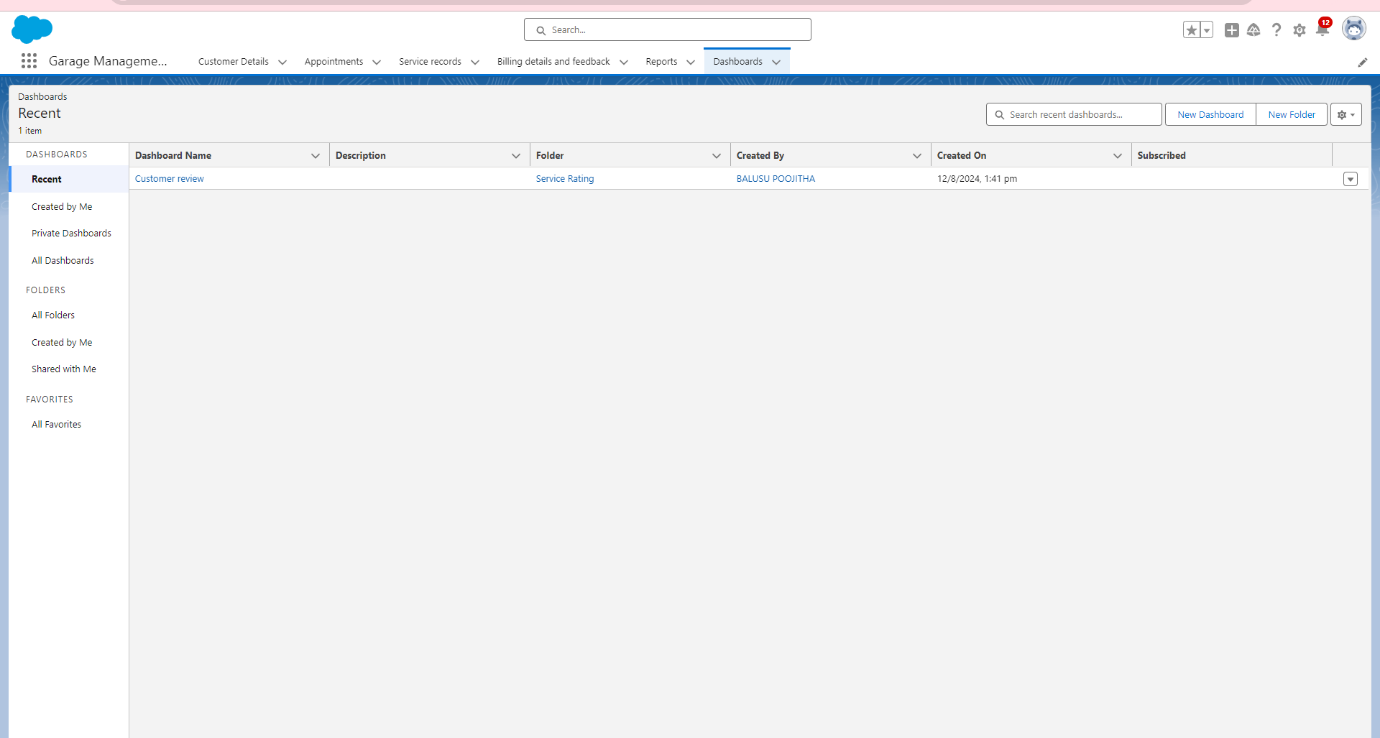 Search...
12
Garage Manageme...
Customer Details
Appointments
Service records
Billing details and feedback
Reports
Dashboards
Dashboards
Recent
1 item
Search recent dashboards...
New Dashboard
New Folder
DASHBOARDS
Recent
Created by Me
Private Dashboards
All Dashboards
FOLDERS
All Folders
Created by Me
Shared with Me
FAVORITES
All Favorites
Dashboard Name Description Folder Created By Created On Subscribed
Customer review Service Rating BALUSU POOJITHA 12/8/2024, 1:41 pm